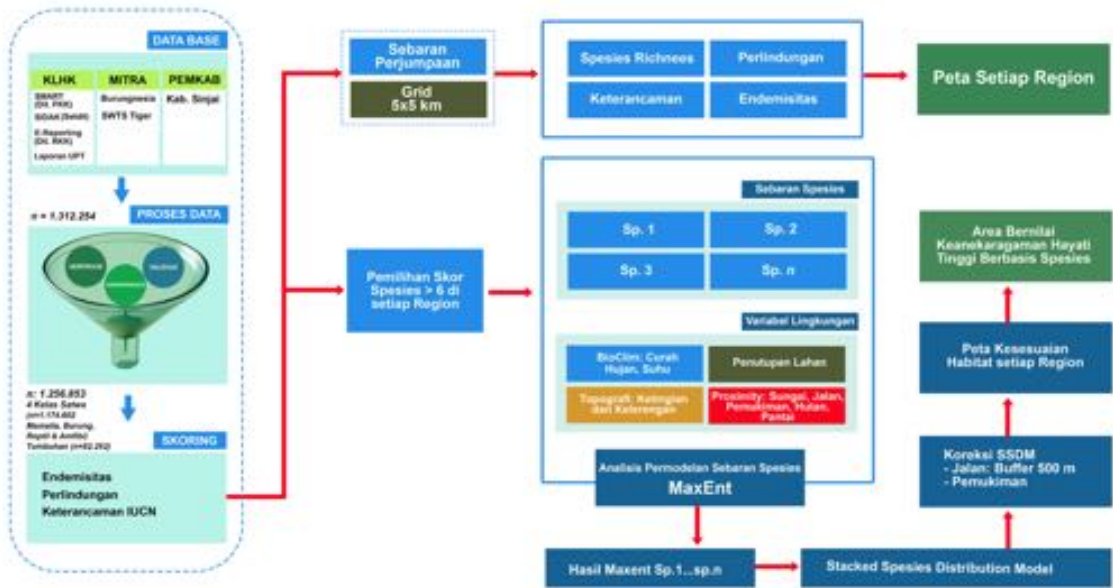 DATA BASE
KLHK
SMART
(Dit. PKK)
SIDAK (Setdit)
E-Reporting
(Dit. RKK)
Laporan UPT
MITRA
Burungnesia
SWTS Tiger
PEMKAB
Kab. Sinjai
n = 1.312.254
PROSES DATA
n: 1.256.853
4 Kelas Satwa
Mamalia, Burung,
Reptil & Amfibi)
SKORING
Endemisitas
Perlindungan
Keterancaman IUCN
Sebaran
Perjumpaan
Grid
5x5 km
Spesies Richnees
Perlindungan
Keterancaman
Endemisitas
Peta Setiap Region
Pemilihan Skor
Spesies > 6 di
setiap Region
Sebaran Spesies
Sp. 1
Sp. 2
Sp. 3
Sp. n
Variabel Lingkungan
BioClim: Curah
Hujan, Suhu
Penutupan Lahan
Topografi: Ketinggian
dan Kelerengan
Proximity: Sungai, Jalan,
Pemukiman, Hutan,
Pantai
Analisis Permodelan Sebaran Spesies
MaxEnt
Hasil Maxent Sp.1...sp.n
Stacked Spesies Distribution Model
Koreksi SSDM
- Jalan: Buffer 500 m
- Pemukiman
Peta Kesesuaian
Habitat setiap Region
Area Bernilai
Keanekaragaman Hayati
Tinggi Berbasis Spesies